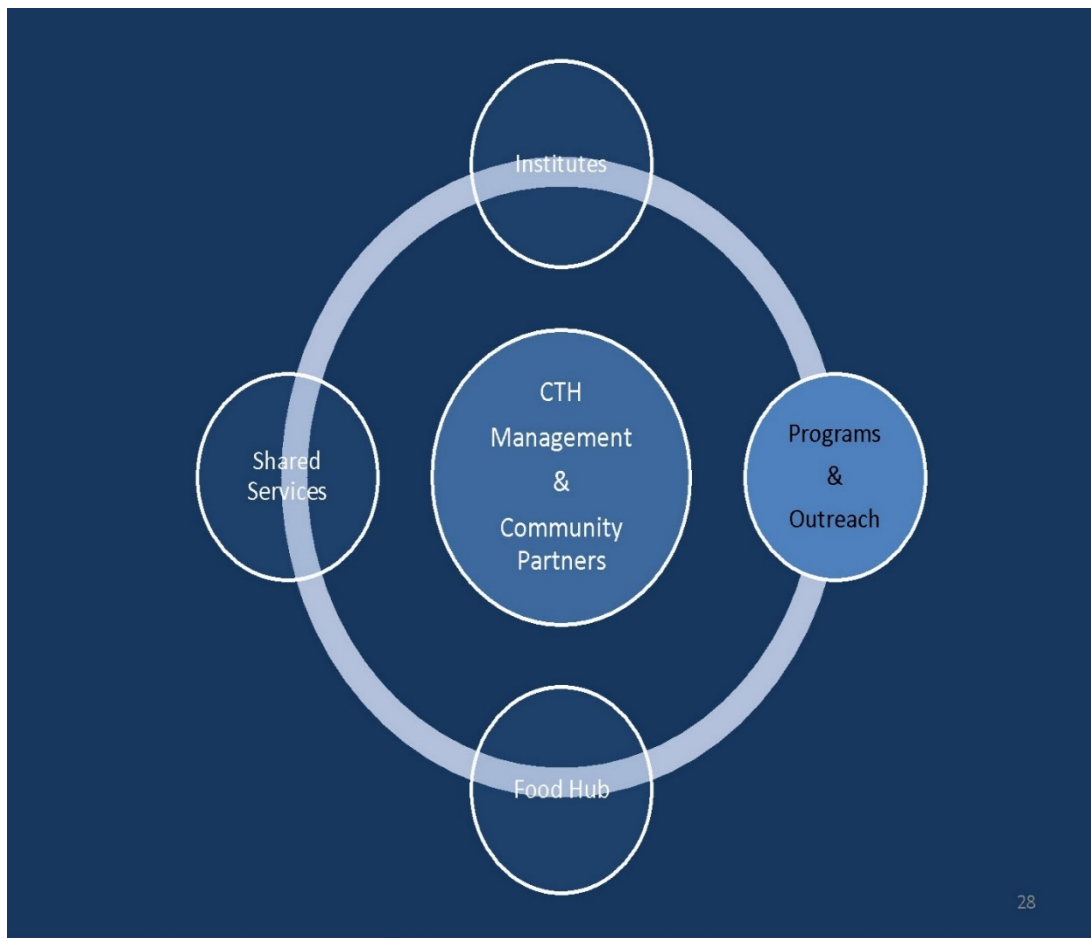 Institutes
CTH
Management
&
Community
Partners
Programs
&
Outreach
Shared
Services
Food Hub
28